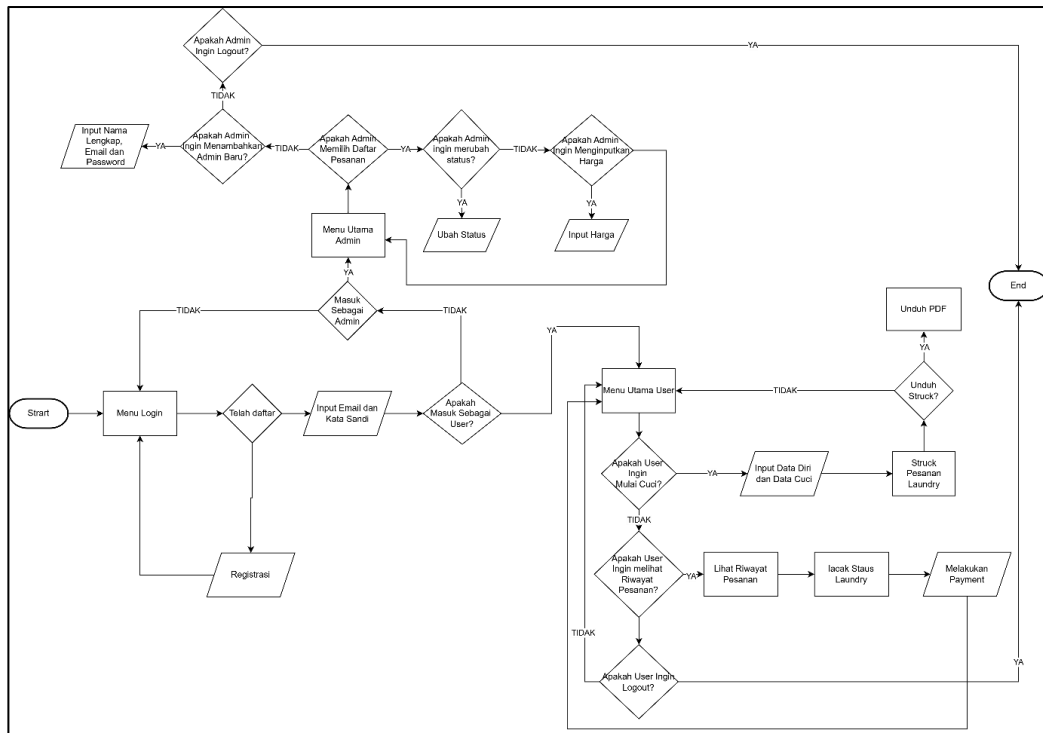 Apakah Admin
Ingin Logout?
YA
TIDAK
Input Nama
Lengkap,
Email dan
Password
YA
Apakah Admin
Ingin Menambahkan
Admin Baru?
TIDAK
Apakah Admin
Memilih Daftar
Pesanan
YA
Apakah Admin
ingin merubah
status?
TIDAK
Apakah Admin
Ingin Menginputkan
Harga
YA
YA
Menu Utama
Admin
Ubah Status
Input Harga
YA
End
Masuk
Sebagai
Admin
TIDAK
TIDAK
Unduh PDF
YA
YA
Strart
Menu Login
Telah daftar
Input Email dan
Kata Sandi
Apakah
Masuk Sebagai
User?
Menu Utama User
TIDAK
Unduh
Struck?
Apakah User
Ingin
Mulai Cuci?
YA
Input Data Diri
dan Data Cuci
Struck
Pesanan
Laundry
TIDAK
Registrasi
Apakah User
Ingin melihat
Riwayat
Pesanan?
YA
Lihat Riwayat
Pesanan
lacak Staus
Laundry
Melakukan
Payment
TIDAK
YA
Apakah User Ingin
Logout?